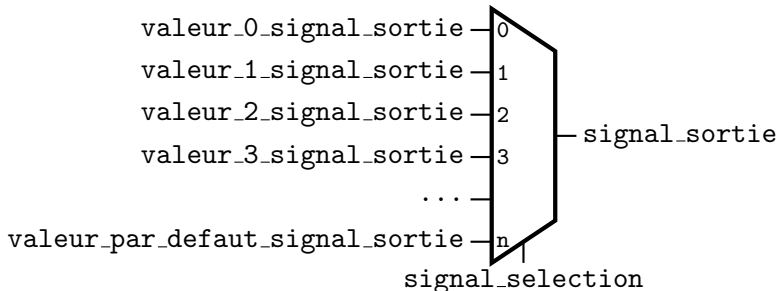 valeur_0_signal_sortie 0
valeur_1_signal_sortie 1
valeur_2_signal_sortie 2
valeur_3_signal_sortie 3
signal_sortie
...
valeur_par_defaut_signal_sortie n
signal_selection